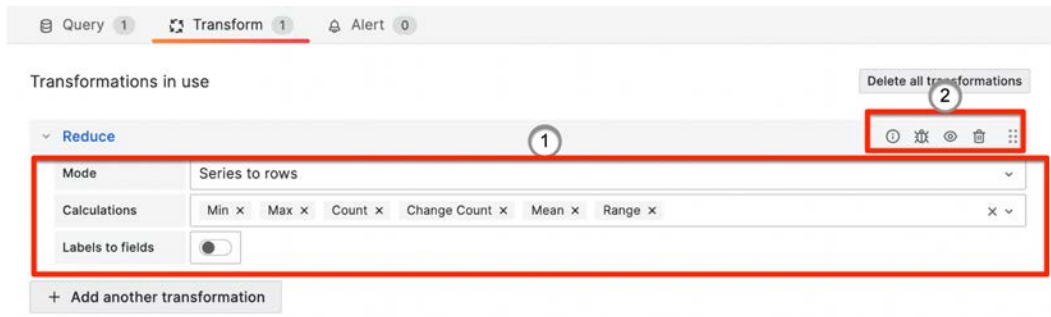 Query 1 Transform 1 Alert 0
Transformations in use Delete all transformations
2
Reduce
1
Mode Series to rows
Calculations Min × Max × Count × Change Count × Mean × Range ×
Labels to fields
+ Add another transformation